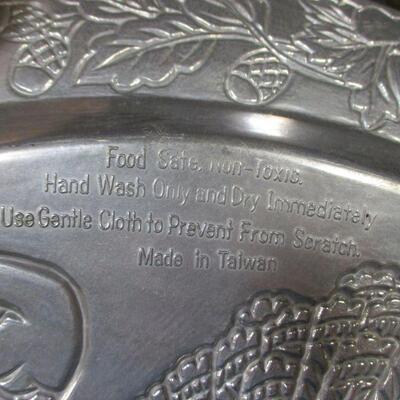 Food Safe, Non-Toxic.
Hand Wash Only and Dry Immediately
Use Gentle Cloth to Prevent From Scratch.
Made in Taiwan